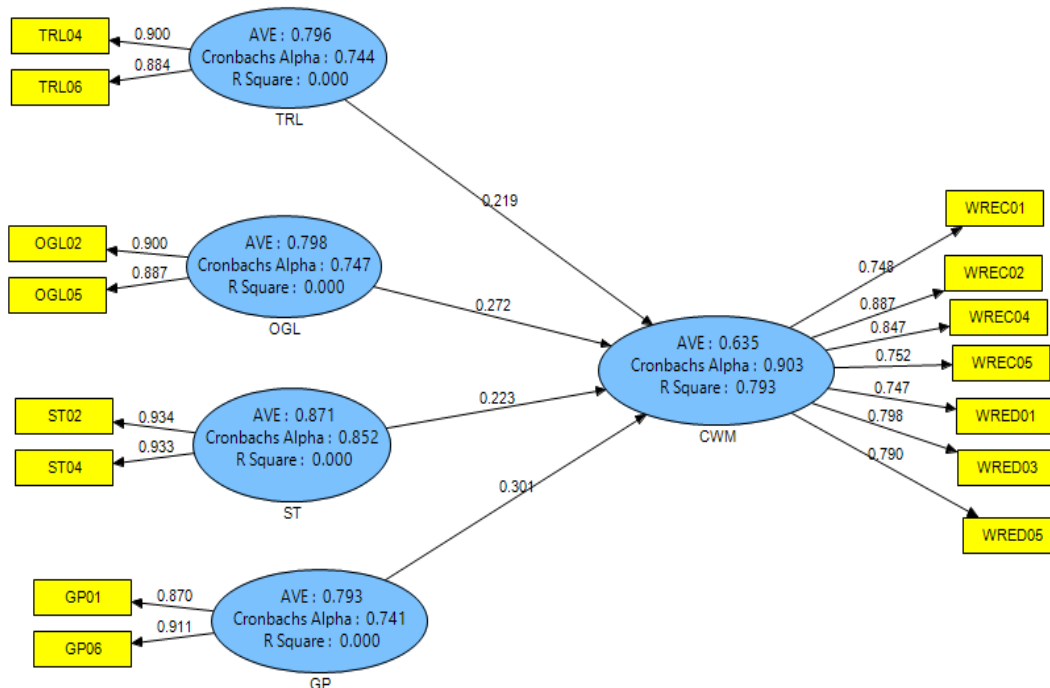 TRL04
0.900
TRL06
0.884
AVE : 0.796
Cronbachs Alpha : 0.744
R Square : 0.000
TRL
0.219
OGL02
0.900
OGL05
0.887
AVE : 0.798
Cronbachs Alpha : 0.747
R Square : 0.000
OGL
0.272
ST02
0.934
ST04
0.933
AVE : 0.871
Cronbachs Alpha : 0.852
R Square : 0.000
ST
0.223
GP01
0.870
GP06
0.911
AVE : 0.793
Cronbachs Alpha : 0.741
R Square : 0.000
GP
0.301
AVE : 0.635
Cronbachs Alpha : 0.903
R Square : 0.793
CWM
0.748
WREC01
0.887
WREC02
0.847
WREC04
0.752
WREC05
0.747
WRED01
0.798
WRED03
0.790
WRED05